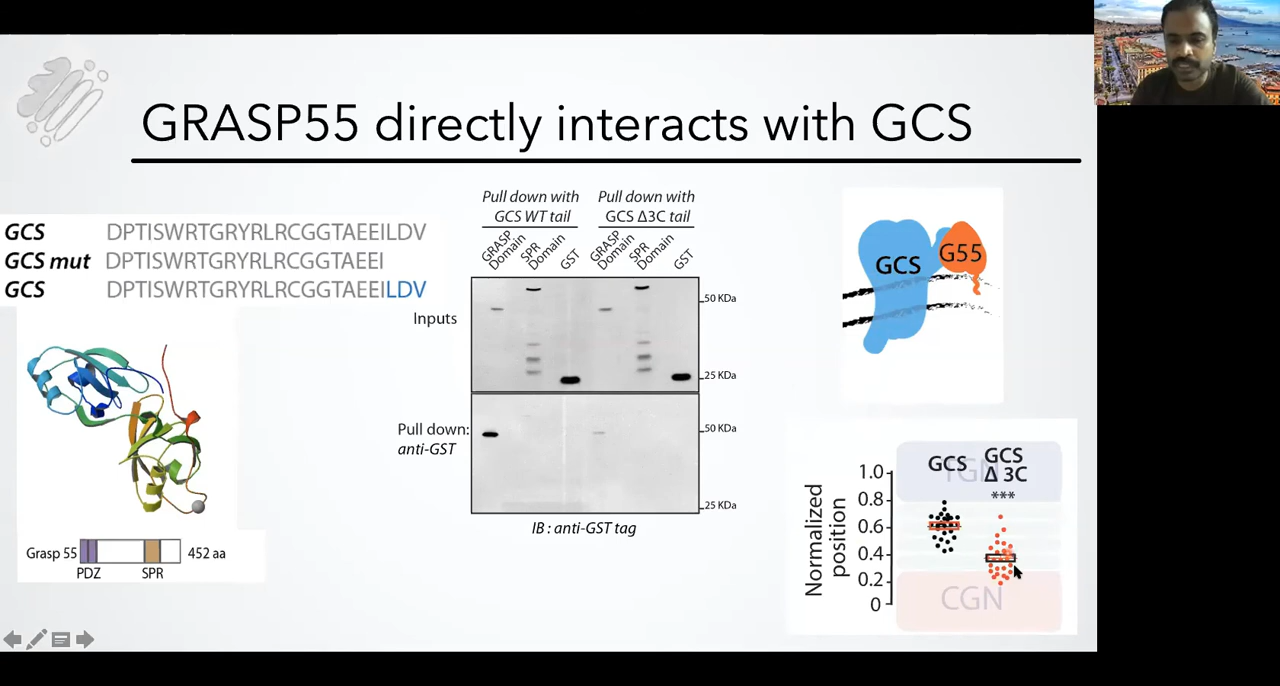 GRASP55 directly interacts with GCS
GCS DPTISWRTGRYRLRCGGTAEEILDV
GCS mut DPTISWRTGRYRLRCGGTAEEI
GCS DPTISWRTGRYRLRCGGTAEEILDV
Grasp 55
452 aa
PDZ
SPR
Pull down with
GCS WT tail
Pull down with
GCS Δ3C tail
GRASP
Domain
SPR
Domain
GST
GRASP
Domain
SPR
Domain
GST
Inputs
50 KDa
25 KDa
Pull down:
anti-GST
50 KDa
25 KDa
IB : anti-GST tag
GCS
G55
Normalized
position
1.0
0.8
0.6
0.4
0.2
0
GCS
GCS
Δ 3C
***
TGN
CGN